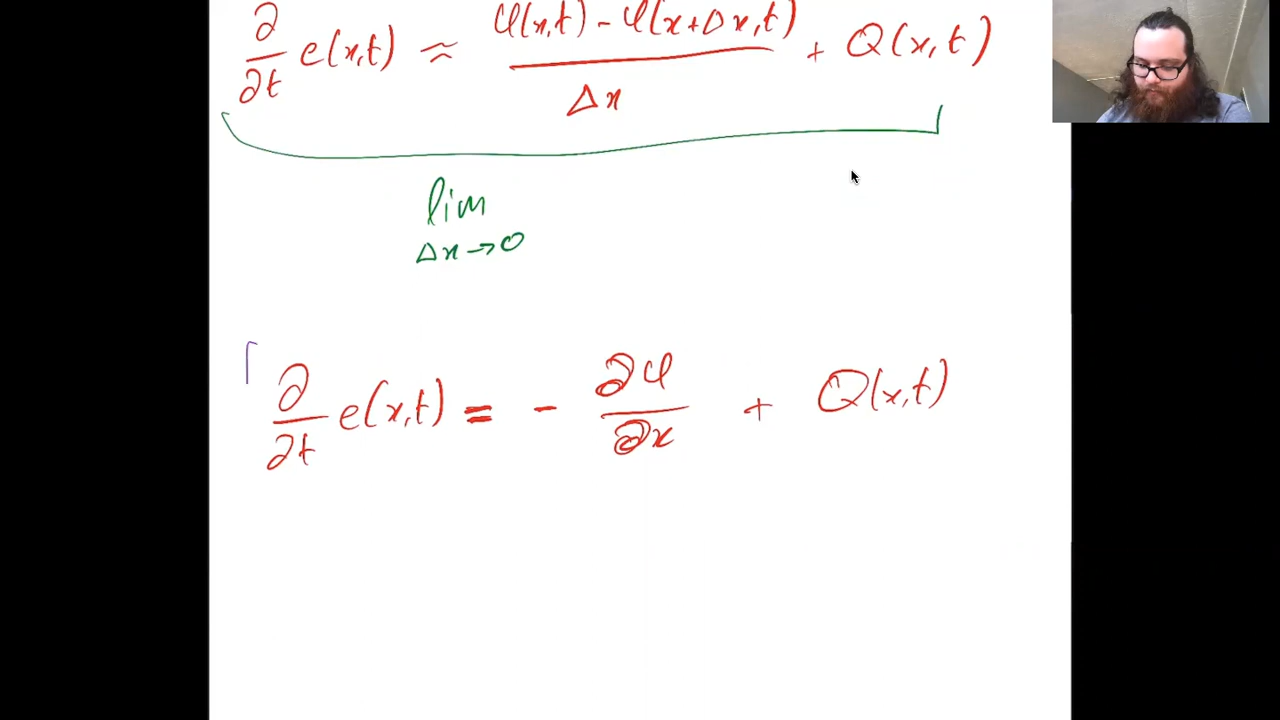 ∂/∂t e(x,t) ≈ (φ(x,t) - φ(x+Δx,t))/Δx + Q(x,t)
lim Δx→0
∂/∂t e(x,t) = - ∂φ/∂x + Q(x,t)